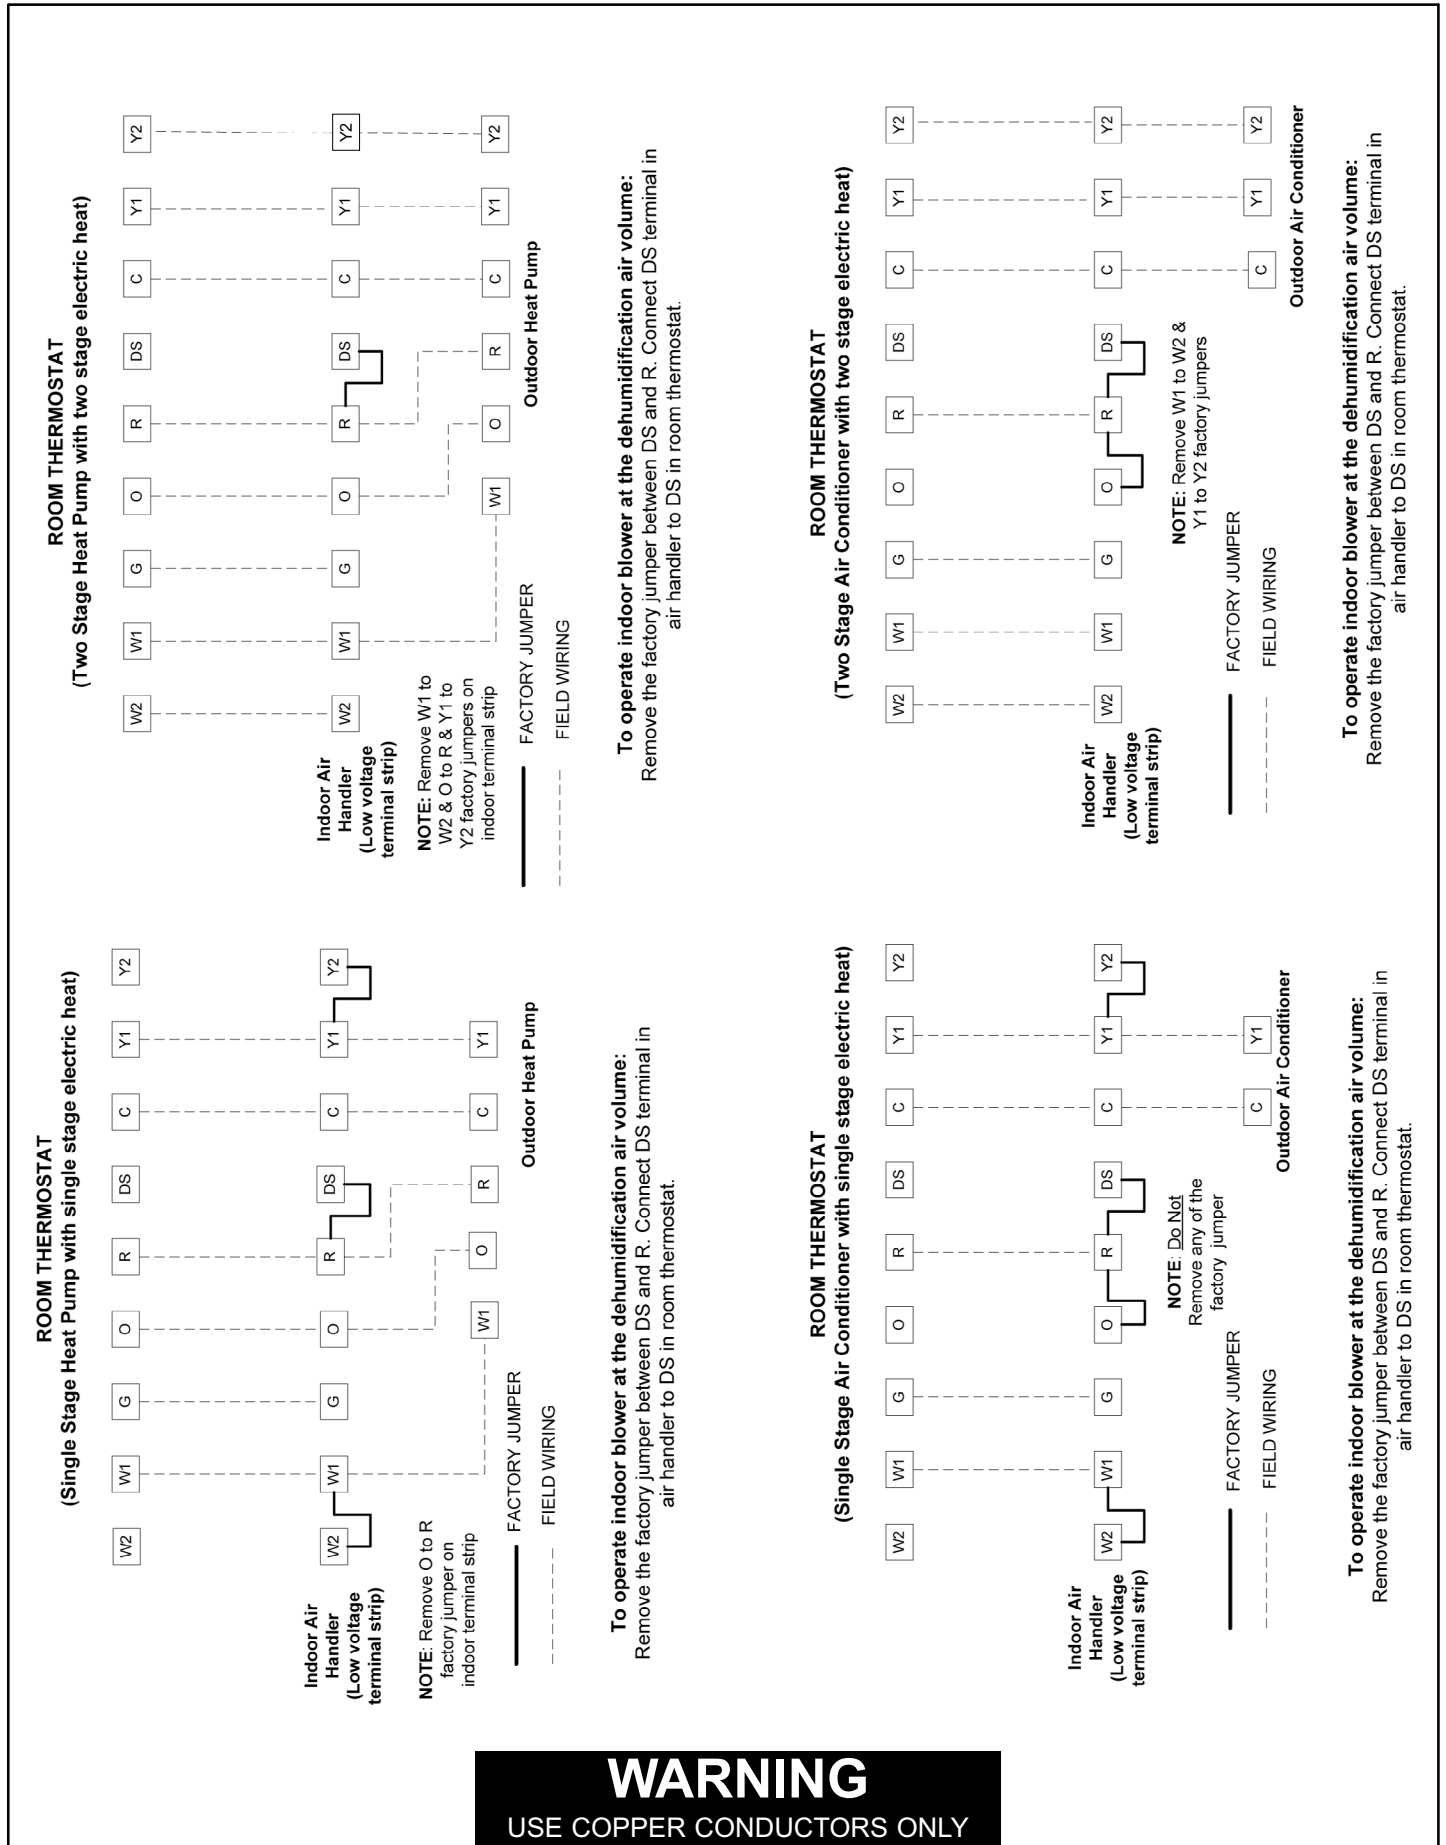 ROOM THERMOSTAT
(Single Stage Heat Pump with single stage electric heat)
W2 W1 G O R DS C Y1 Y2
Indoor Air
Handler
(Low voltage
terminal strip)
W2 W1 G O R DS C Y1 Y2
NOTE: Remove O to R
factory jumper on
indoor terminal strip
W1 O R C Y1
Outdoor Heat Pump
FACTORY JUMPER
FIELD WIRING
To operate indoor blower at the dehumidification air volume:
Remove the factory jumper between DS and R. Connect DS terminal in
air handler to DS in room thermostat.
ROOM THERMOSTAT
(Two Stage Heat Pump with two stage electric heat)
W2 W1 G O R DS C Y1 Y2
Indoor Air
Handler
(Low voltage
terminal strip)
W2 W1 G O R DS C Y1 Y2
NOTE: Remove W1 to
W2 & O to R & Y1 to
Y2 factory jumpers on
indoor terminal strip
W1 O R C Y1 Y2
Outdoor Heat Pump
FACTORY JUMPER
FIELD WIRING
To operate indoor blower at the dehumidification air volume:
Remove the factory jumper between DS and R. Connect DS terminal in
air handler to DS in room thermostat.
ROOM THERMOSTAT
(Single Stage Air Conditioner with single stage electric heat)
W2 W1 G O R DS C Y1 Y2
Indoor Air
Handler
(Low voltage
terminal strip)
W2 W1 G O R DS C Y1 Y2
NOTE: Do Not
Remove any of the
factory jumper
C Y1
Outdoor Air Conditioner
FACTORY JUMPER
FIELD WIRING
To operate indoor blower at the dehumidification air volume:
Remove the factory jumper between DS and R. Connect DS terminal in
air handler to DS in room thermostat.
ROOM THERMOSTAT
(Two Stage Air Conditioner with two stage electric heat)
W2 W1 G O R DS C Y1 Y2
Indoor Air
Handler
(Low voltage
terminal strip)
W2 W1 G O R DS C Y1 Y2
NOTE: Remove W1 to W2 &
Y1 to Y2 factory jumpers
C Y1 Y2
Outdoor Air Conditioner
FACTORY JUMPER
FIELD WIRING
To operate indoor blower at the dehumidification air volume:
Remove the factory jumper between DS and R. Connect DS terminal in
air handler to DS in room thermostat.
WARNING
USE COPPER CONDUCTORS ONLY